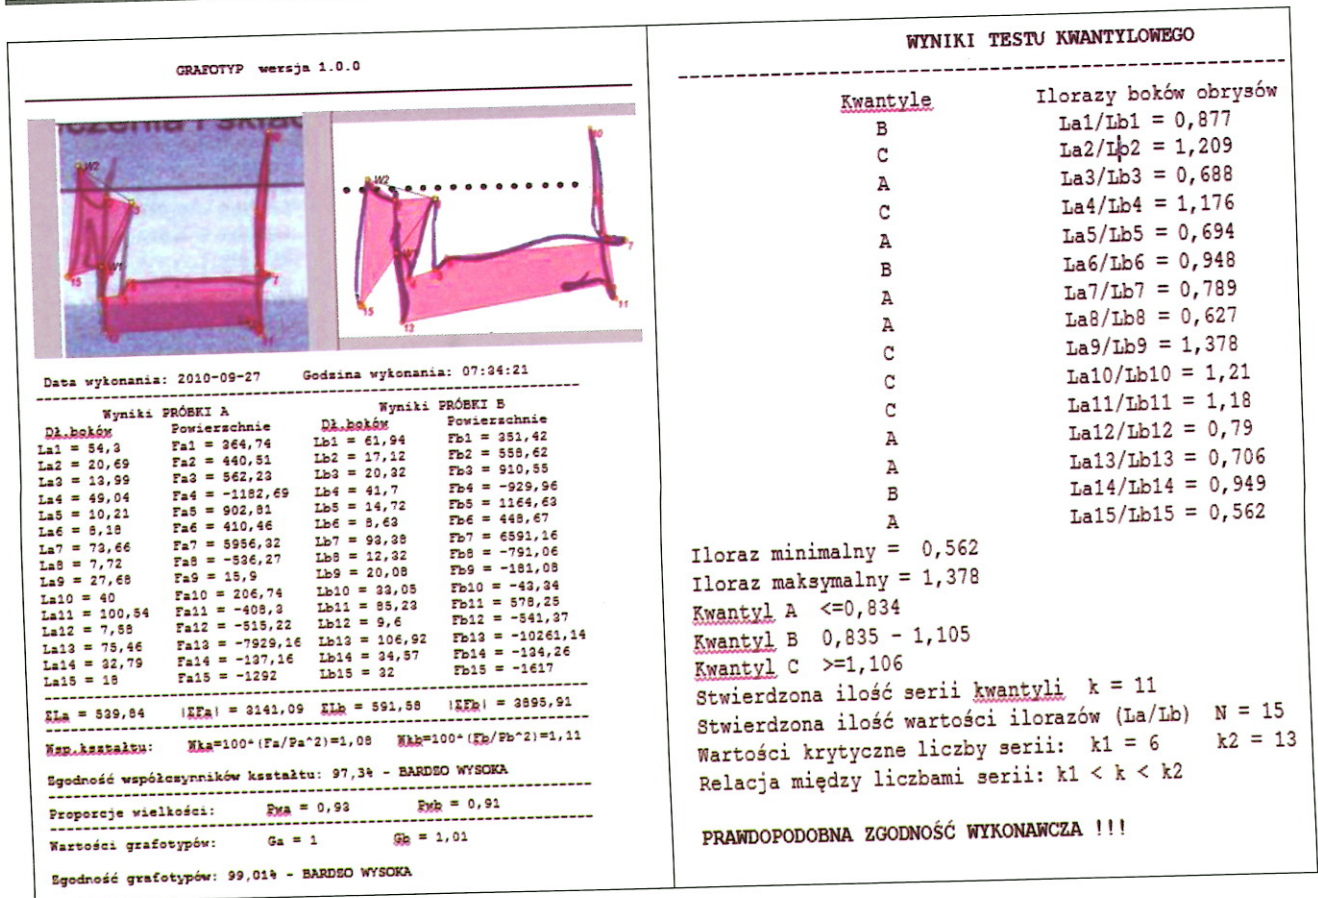 GRAFOTYP wersja 1.0.0
W2
W1
15
7
11
W2
10
7
15
12
11
Data wykonania: 2010-09-27 Godzina wykonania: 07:34:21
Wyniki PRÓBKI A Wyniki PRÓBKI B
Dł.boków Powierzchnie Dł.boków Powierzchnie
La1 = 54,3 Fa1 = 364,74 Lb1 = 61,94 Fb1 = 351,42
La2 = 20,69 Fa2 = 440,51 Lb2 = 17,12 Fb2 = 558,62
La3 = 13,99 Fa3 = 562,23 Lb3 = 20,32 Fb3 = 910,55
La4 = 49,04 Fa4 = -1182,69 Lb4 = 41,7 Fb4 = -929,96
La5 = 10,21 Fa5 = 902,81 Lb5 = 14,72 Fb5 = 1164,63
La6 = 8,18 Fa6 = 410,46 Lb6 = 8,63 Fb6 = 448,67
La7 = 73,66 Fa7 = 5956,32 Lb7 = 93,38 Fb7 = 6591,16
La8 = 7,72 Fa8 = -536,27 Lb8 = 12,32 Fb8 = -791,06
La9 = 27,68 Fa9 = 15,9 Lb9 = 20,08 Fb9 = -181,08
La10 = 40 Fa10 = 206,74 Lb10 = 33,05 Fb10 = -43,34
La11 = 100,54 Fa11 = -408,3 Lb11 = 85,23 Fb11 = 578,25
La12 = 7,58 Fa12 = -515,22 Lb12 = 9,6 Fb12 = -541,37
La13 = 75,46 Fa13 = -7929,16 Lb13 = 106,92 Fb13 = -10261,14
La14 = 32,79 Fa14 = -137,16 Lb14 = 34,57 Fb14 = -134,26
La15 = 18 Fa15 = -1292 Lb15 = 32 Fb15 = -1617
ΣLa = 539,84 |ΣFa| = 3141,09 ΣLb = 591,58 |ΣFb| = 3895,91
Wsp.kształtu: Wka=100*(Fa/Pa^2)=1,08 Wkb=100*(Fb/Pb^2)=1,11
Zgodność współczynników kształtu: 97,3% - BARDZO WYSOKA
Proporcje wielkości: Pwa = 0,93 Pwb = 0,91
Wartości grafotypów: Ga = 1 Gb = 1,01
Zgodność grafotypów: 99,01% - BARDZO WYSOKA
WYNIKI TESTU KWANTYLOWEGO
Kwantyle Ilorazy boków obrysów
B La1/Lb1 = 0,877
C La2/Lb2 = 1,209
A La3/Lb3 = 0,688
C La4/Lb4 = 1,176
A La5/Lb5 = 0,694
B La6/Lb6 = 0,948
A La7/Lb7 = 0,789
A La8/Lb8 = 0,627
C La9/Lb9 = 1,378
C La10/Lb10 = 1,21
C La11/Lb11 = 1,18
A La12/Lb12 = 0,79
A La13/Lb13 = 0,706
B La14/Lb14 = 0,949
A La15/Lb15 = 0,562
Iloraz minimalny = 0,562
Iloraz maksymalny = 1,378
Kwantyl A <=0,834
Kwantyl B 0,835 - 1,105
Kwantyl C >=1,106
Stwierdzona ilość serii kwantyli k = 11
Stwierdzona ilość wartości ilorazów (La/Lb) N = 15
Wartości krytyczne liczby serii: k1 = 6 k2 = 13
Relacja między liczbami serii: k1 < k < k2
PRAWDOPODOBNA ZGODNOŚĆ WYKONAWCZA !!!